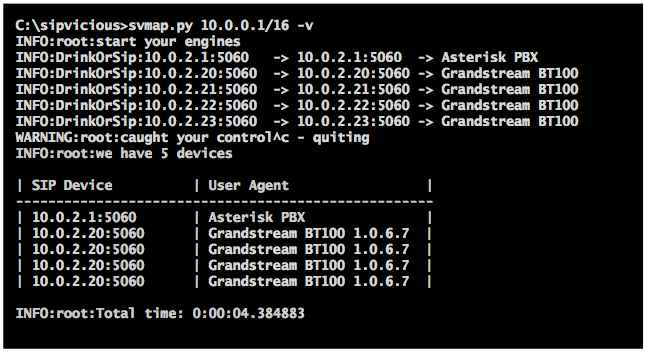 C:\sipvicious>svmap.py 10.0.0.1/16 -v
INFO:root:start your engines
INFO:DrinkOrSip:10.0.2.1:5060   -> 10.0.2.1:5060  -> Asterisk PBX
INFO:DrinkOrSip:10.0.2.20:5060  -> 10.0.2.20:5060 -> Grandstream BT100
INFO:DrinkOrSip:10.0.2.21:5060  -> 10.0.2.21:5060 -> Grandstream BT100
INFO:DrinkOrSip:10.0.2.22:5060  -> 10.0.2.22:5060 -> Grandstream BT100
INFO:DrinkOrSip:10.0.2.23:5060  -> 10.0.2.23:5060 -> Grandstream BT100
WARNING:root:caught your control^c - quiting
INFO:root:we have 5 devices
| SIP Device          | User Agent                 |
----------------------------------------------------
| 10.0.2.1:5060       | Asterisk PBX               |
| 10.0.2.20:5060      | Grandstream BT100 1.0.6.7  |
| 10.0.2.20:5060      | Grandstream BT100 1.0.6.7  |
| 10.0.2.20:5060      | Grandstream BT100 1.0.6.7  |
| 10.0.2.20:5060      | Grandstream BT100 1.0.6.7  |
INFO:root:Total time: 0:00:04.384883